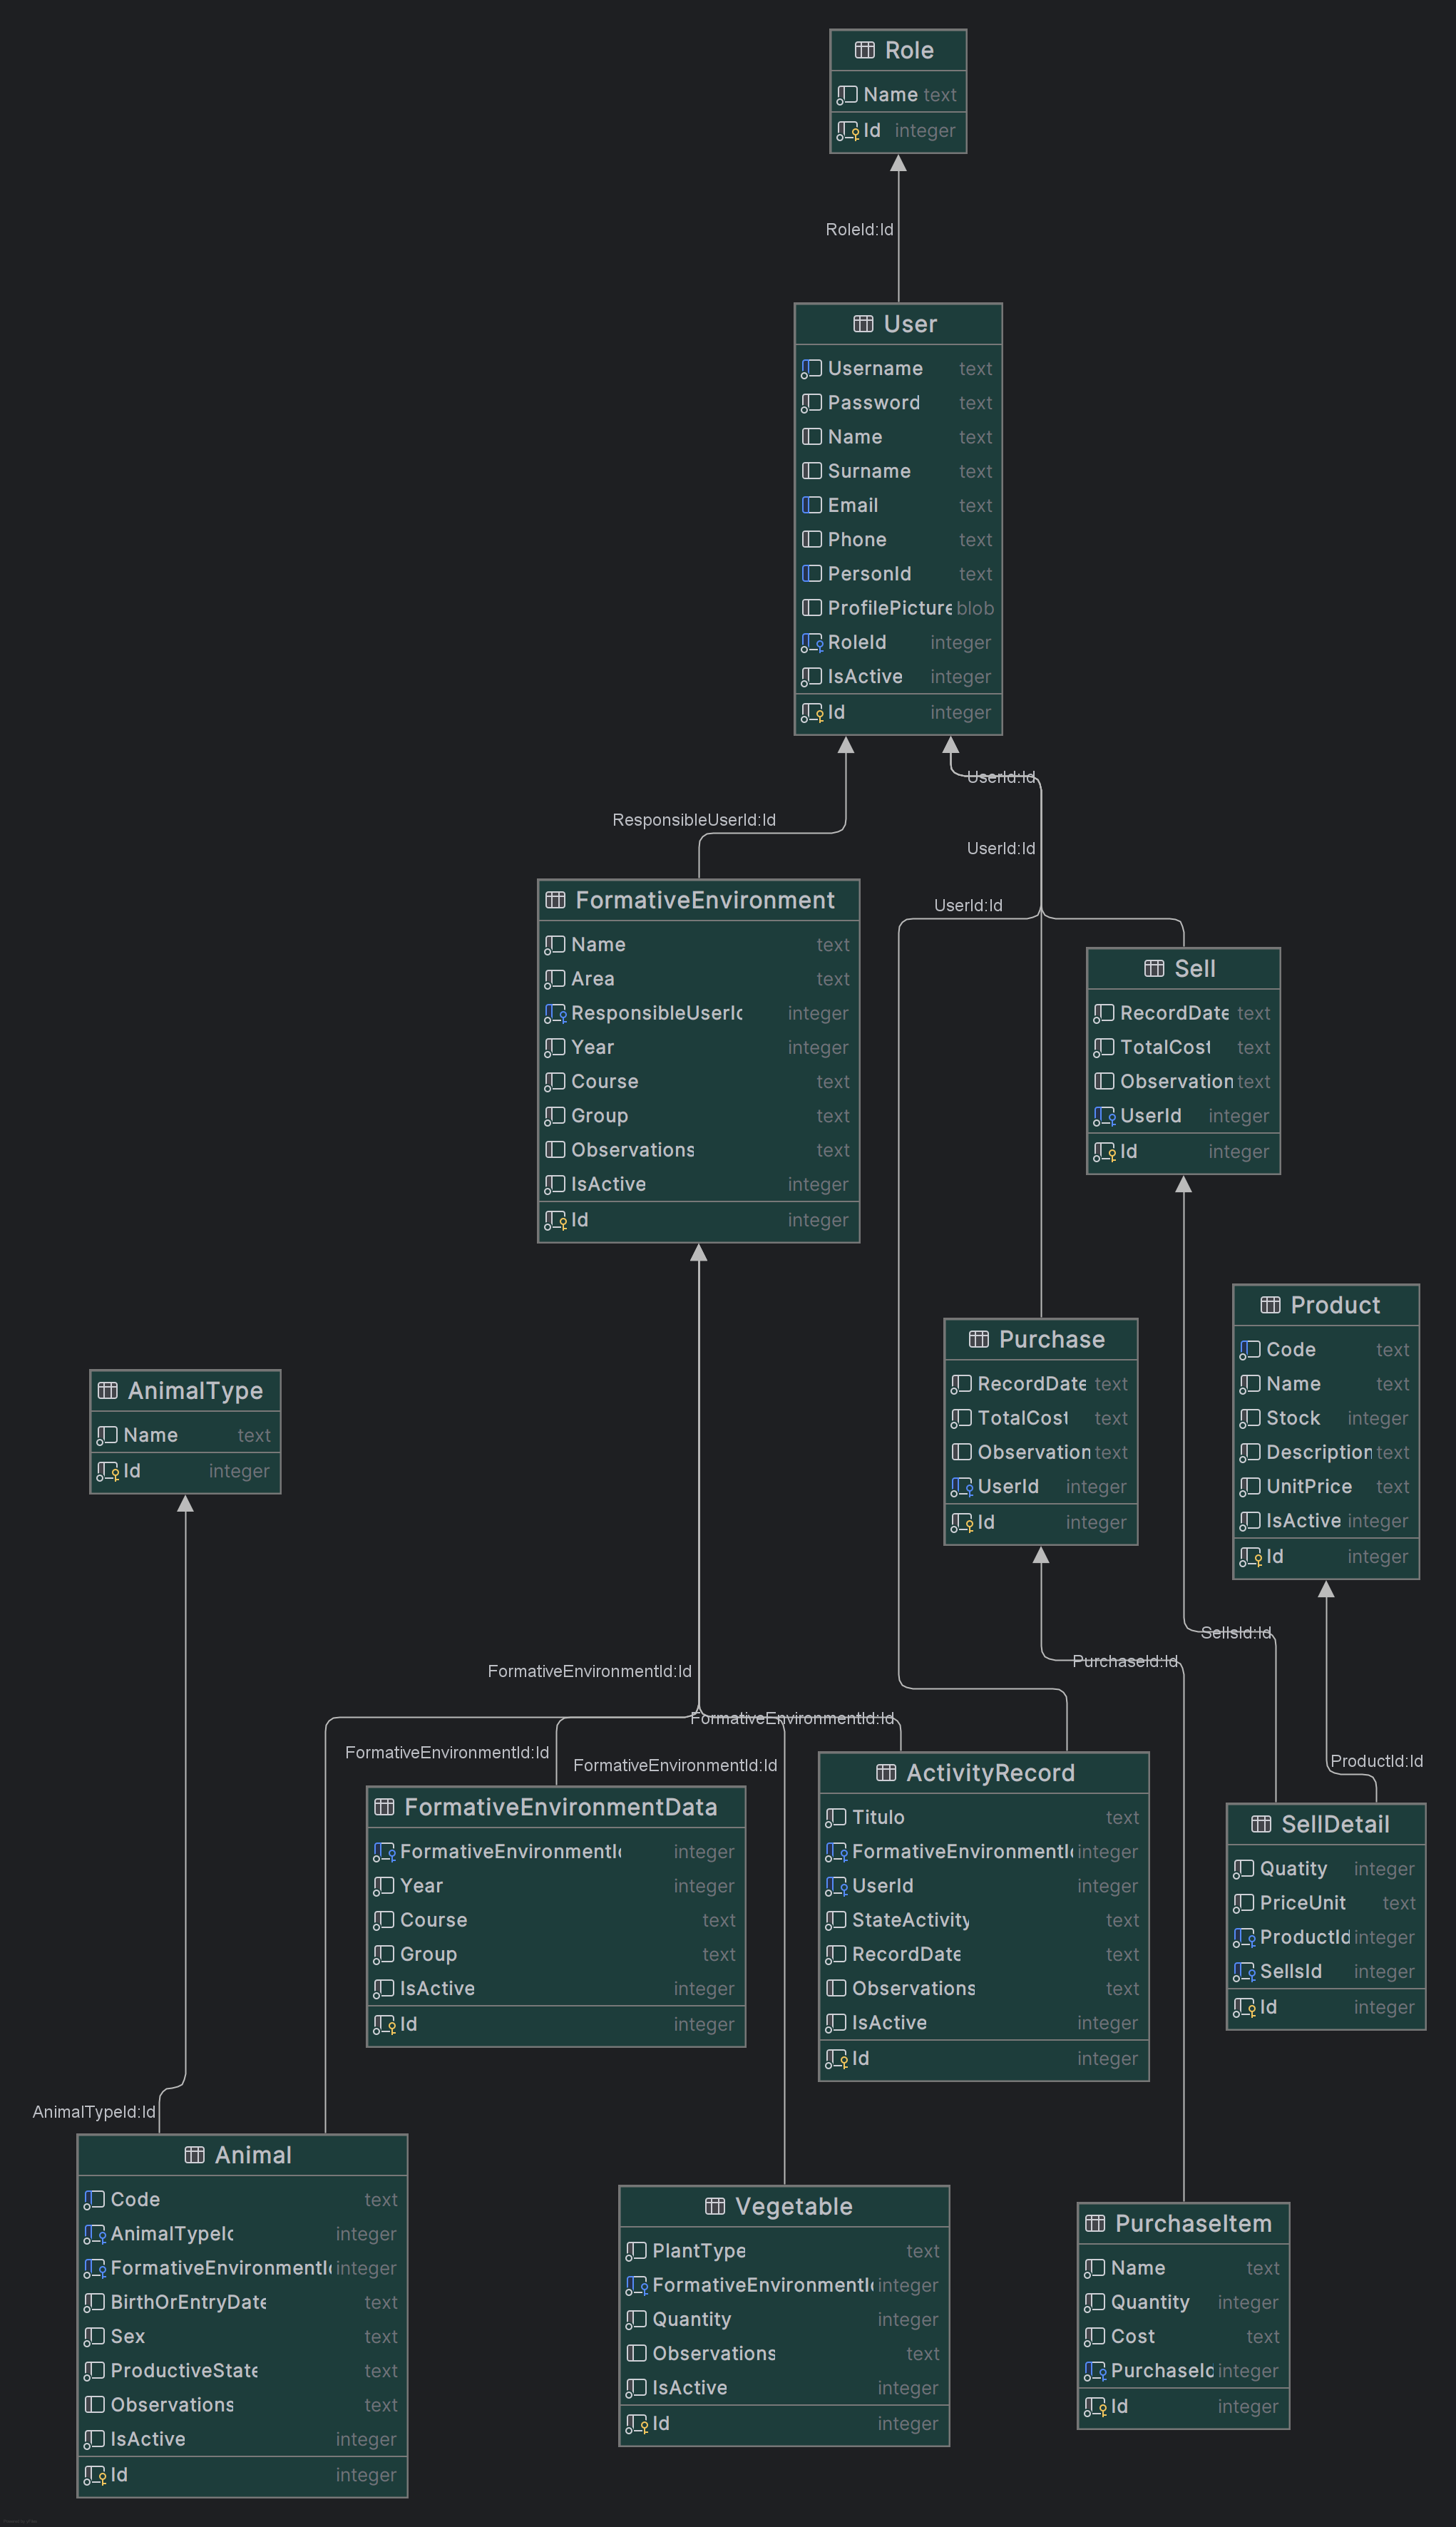 Role
Name text
Id integer
RoleId:Id
User
Username text
Password text
Name text
Surname text
Email text
Phone text
PersonId text
ProfilePicture blob
RoleId integer
IsActive integer
Id integer
UserId:Id
ResponsibleUserId:Id
UserId:Id
UserId:Id
FormativeEnvironment
Name text
Area text
ResponsibleUserId integer
Year integer
Course text
Group text
Observations text
IsActive integer
Id integer
Sell
RecordDate text
TotalCost text
Observation text
UserId integer
Id integer
Product
Code text
Name text
Stock integer
Description text
UnitPrice text
IsActive integer
Id integer
Purchase
RecordDate text
TotalCost text
Observation text
UserId integer
Id integer
AnimalType
Name text
Id integer
SellsId:Id
PurchaseId:Id
FormativeEnvironmentId:Id
FormativeEnvironmentId:Id
FormativeEnvironmentId:Id
FormativeEnvironmentId:Id
ProductId:Id
ActivityRecord
Titulo text
FormativeEnvironmentId integer
UserId integer
StateActivity text
RecordDate text
Observations text
IsActive integer
Id integer
FormativeEnvironmentData
FormativeEnvironmentId integer
Year integer
Course text
Group text
IsActive integer
Id integer
SellDetail
Quatity integer
PriceUnit text
ProductId integer
SellsId integer
Id integer
AnimalTypeId:Id
Animal
Code text
AnimalTypeId integer
FormativeEnvironmentId integer
BirthOrEntryDate text
Sex text
ProductiveState text
Observations text
IsActive integer
Id integer
Vegetable
PlantType text
FormativeEnvironmentId integer
Quantity integer
Observations text
IsActive integer
Id integer
PurchaseItem
Name text
Quantity integer
Cost text
PurchaseId integer
Id integer